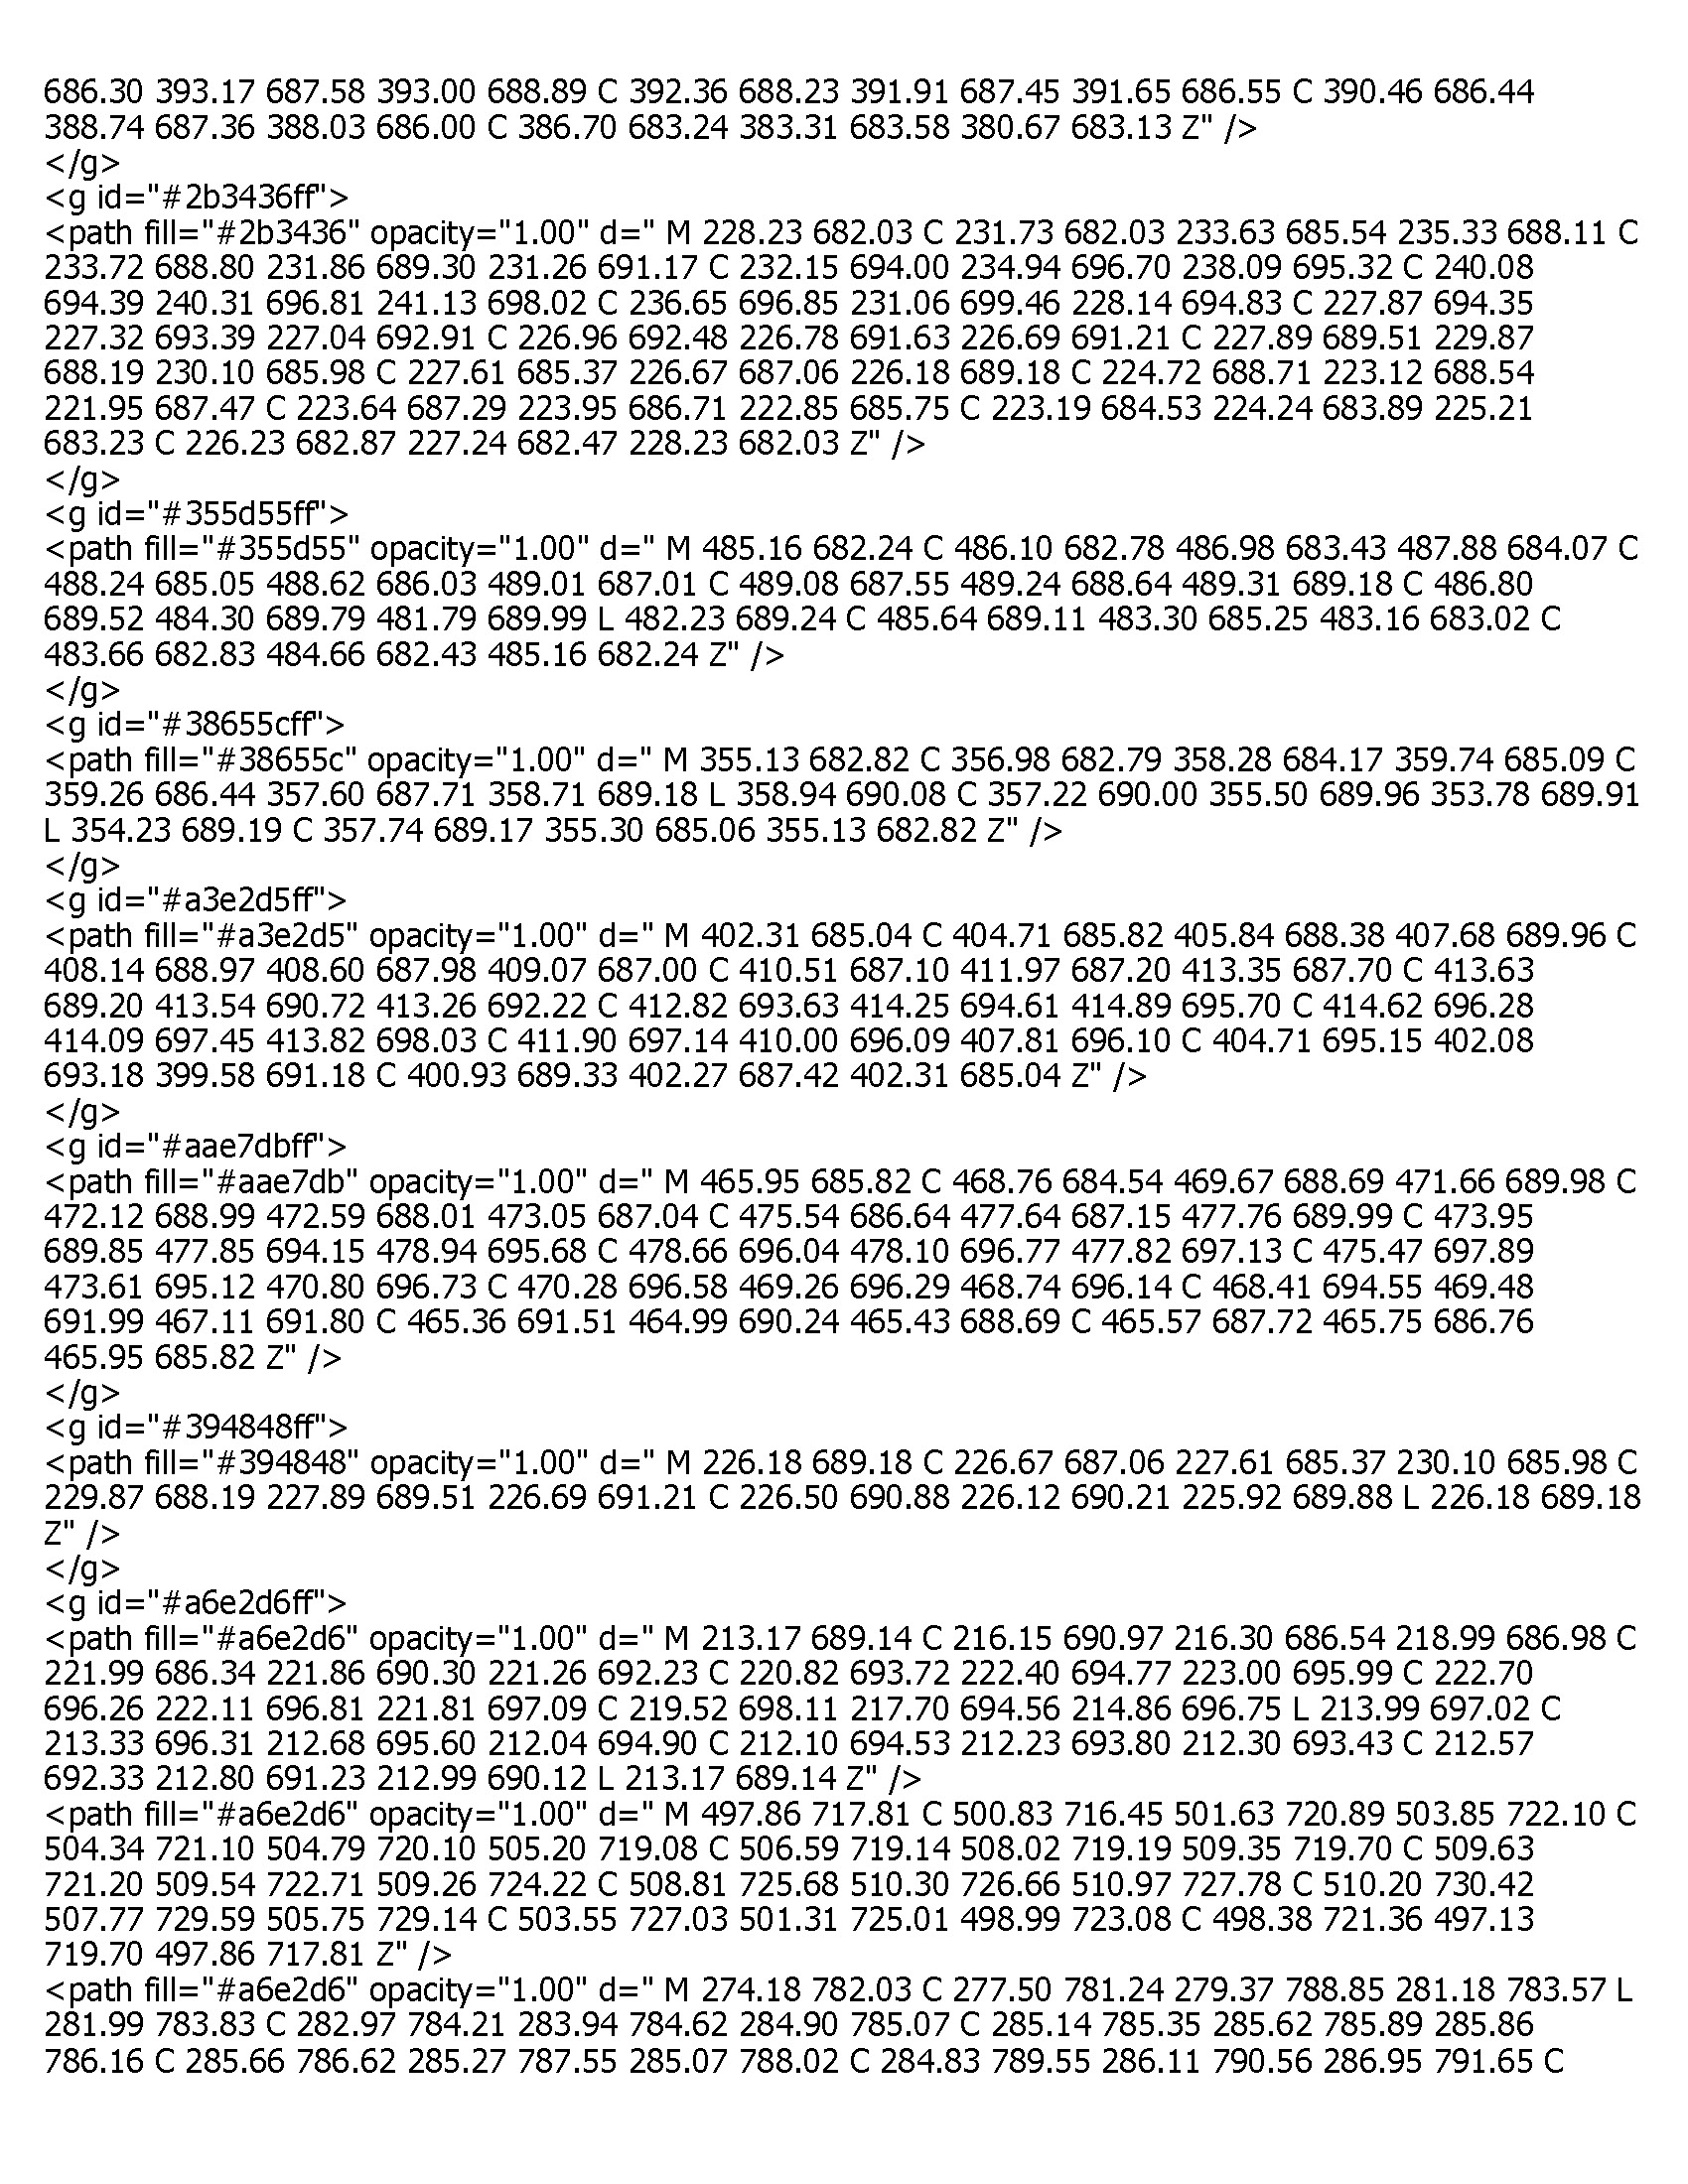 686.30 393.17 687.58 393.00 688.89 C 392.36 688.23 391.91 687.45 391.65 686.55 C 390.46 686.44
388.74 687.36 388.03 686.00 C 386.70 683.24 383.31 683.58 380.67 683.13 Z" />
</g>
<g id="#2b3436ff">
<path fill="#2b3436" opacity="1.00" d=" M 228.23 682.03 C 231.73 682.03 233.63 685.54 235.33 688.11 C
233.72 688.80 231.86 689.30 231.26 691.17 C 232.15 694.00 234.94 696.70 238.09 695.32 C 240.08
694.39 240.31 696.81 241.13 698.02 C 236.65 696.85 231.06 699.46 228.14 694.83 C 227.87 694.35
227.32 693.39 227.04 692.91 C 226.96 692.48 226.78 691.63 226.69 691.21 C 227.89 689.51 229.87
688.19 230.10 685.98 C 227.61 685.37 226.67 687.06 226.18 689.18 C 224.72 688.71 223.12 688.54
221.95 687.47 C 223.64 687.29 223.95 686.71 222.85 685.75 C 223.19 684.53 224.24 683.89 225.21
683.23 C 226.23 682.87 227.24 682.47 228.23 682.03 Z" />
</g>
<g id="#355d55ff">
<path fill="#355d55" opacity="1.00" d=" M 485.16 682.24 C 486.10 682.78 486.98 683.43 487.88 684.07 C
488.24 685.05 488.62 686.03 489.01 687.01 C 489.08 687.55 489.24 688.64 489.31 689.18 C 486.80
689.52 484.30 689.79 481.79 689.99 L 482.23 689.24 C 485.64 689.11 483.30 685.25 483.16 683.02 C
483.66 682.83 484.66 682.43 485.16 682.24 Z" />
</g>
<g id="#38655cff">
<path fill="#38655c" opacity="1.00" d=" M 355.13 682.82 C 356.98 682.79 358.28 684.17 359.74 685.09 C
359.26 686.44 357.60 687.71 358.71 689.18 L 358.94 690.08 C 357.22 690.00 355.50 689.96 353.78 689.91
L 354.23 689.19 C 357.74 689.17 355.30 685.06 355.13 682.82 Z" />
</g>
<g id="#a3e2d5ff">
<path fill="#a3e2d5" opacity="1.00" d=" M 402.31 685.04 C 404.71 685.82 405.84 688.38 407.68 689.96 C
408.14 688.97 408.60 687.98 409.07 687.00 C 410.51 687.10 411.97 687.20 413.35 687.70 C 413.63
689.20 413.54 690.72 413.26 692.22 C 412.82 693.63 414.25 694.61 414.89 695.70 C 414.62 696.28
414.09 697.45 413.82 698.03 C 411.90 697.14 410.00 696.09 407.81 696.10 C 404.71 695.15 402.08
693.18 399.58 691.18 C 400.93 689.33 402.27 687.42 402.31 685.04 Z" />
</g>
<g id="#aae7dbff">
<path fill="#aae7db" opacity="1.00" d=" M 465.95 685.82 C 468.76 684.54 469.67 688.69 471.66 689.98 C
472.12 688.99 472.59 688.01 473.05 687.04 C 475.54 686.64 477.64 687.15 477.76 689.99 C 473.95
689.85 477.85 694.15 478.94 695.68 C 478.66 696.04 478.10 696.77 477.82 697.13 C 475.47 697.89
473.61 695.12 470.80 696.73 C 470.28 696.58 469.26 696.29 468.74 696.14 C 468.41 694.55 469.48
691.99 467.11 691.80 C 465.36 691.51 464.99 690.24 465.43 688.69 C 465.57 687.72 465.75 686.76
465.95 685.82 Z" />
</g>
<g id="#394848ff">
<path fill="#394848" opacity="1.00" d=" M 226.18 689.18 C 226.67 687.06 227.61 685.37 230.10 685.98 C
229.87 688.19 227.89 689.51 226.69 691.21 C 226.50 690.88 226.12 690.21 225.92 689.88 L 226.18 689.18
Z" />
</g>
<g id="#a6e2d6ff">
<path fill="#a6e2d6" opacity="1.00" d=" M 213.17 689.14 C 216.15 690.97 216.30 686.54 218.99 686.98 C
221.99 686.34 221.86 690.30 221.26 692.23 C 220.82 693.72 222.40 694.77 223.00 695.99 C 222.70
696.26 222.11 696.81 221.81 697.09 C 219.52 698.11 217.70 694.56 214.86 696.75 L 213.99 697.02 C
213.33 696.31 212.68 695.60 212.04 694.90 C 212.10 694.53 212.23 693.80 212.30 693.43 C 212.57
692.33 212.80 691.23 212.99 690.12 L 213.17 689.14 Z" />
<path fill="#a6e2d6" opacity="1.00" d=" M 497.86 717.81 C 500.83 716.45 501.63 720.89 503.85 722.10 C
504.34 721.10 504.79 720.10 505.20 719.08 C 506.59 719.14 508.02 719.19 509.35 719.70 C 509.63
721.20 509.54 722.71 509.26 724.22 C 508.81 725.68 510.30 726.66 510.97 727.78 C 510.20 730.42
507.77 729.59 505.75 729.14 C 503.55 727.03 501.31 725.01 498.99 723.08 C 498.38 721.36 497.13
719.70 497.86 717.81 Z" />
<path fill="#a6e2d6" opacity="1.00" d=" M 274.18 782.03 C 277.50 781.24 279.37 788.85 281.18 783.57 L
281.99 783.83 C 282.97 784.21 283.94 784.62 284.90 785.07 C 285.14 785.35 285.62 785.89 285.86
786.16 C 285.66 786.62 285.27 787.55 285.07 788.02 C 284.83 789.55 286.11 790.56 286.95 791.65 C